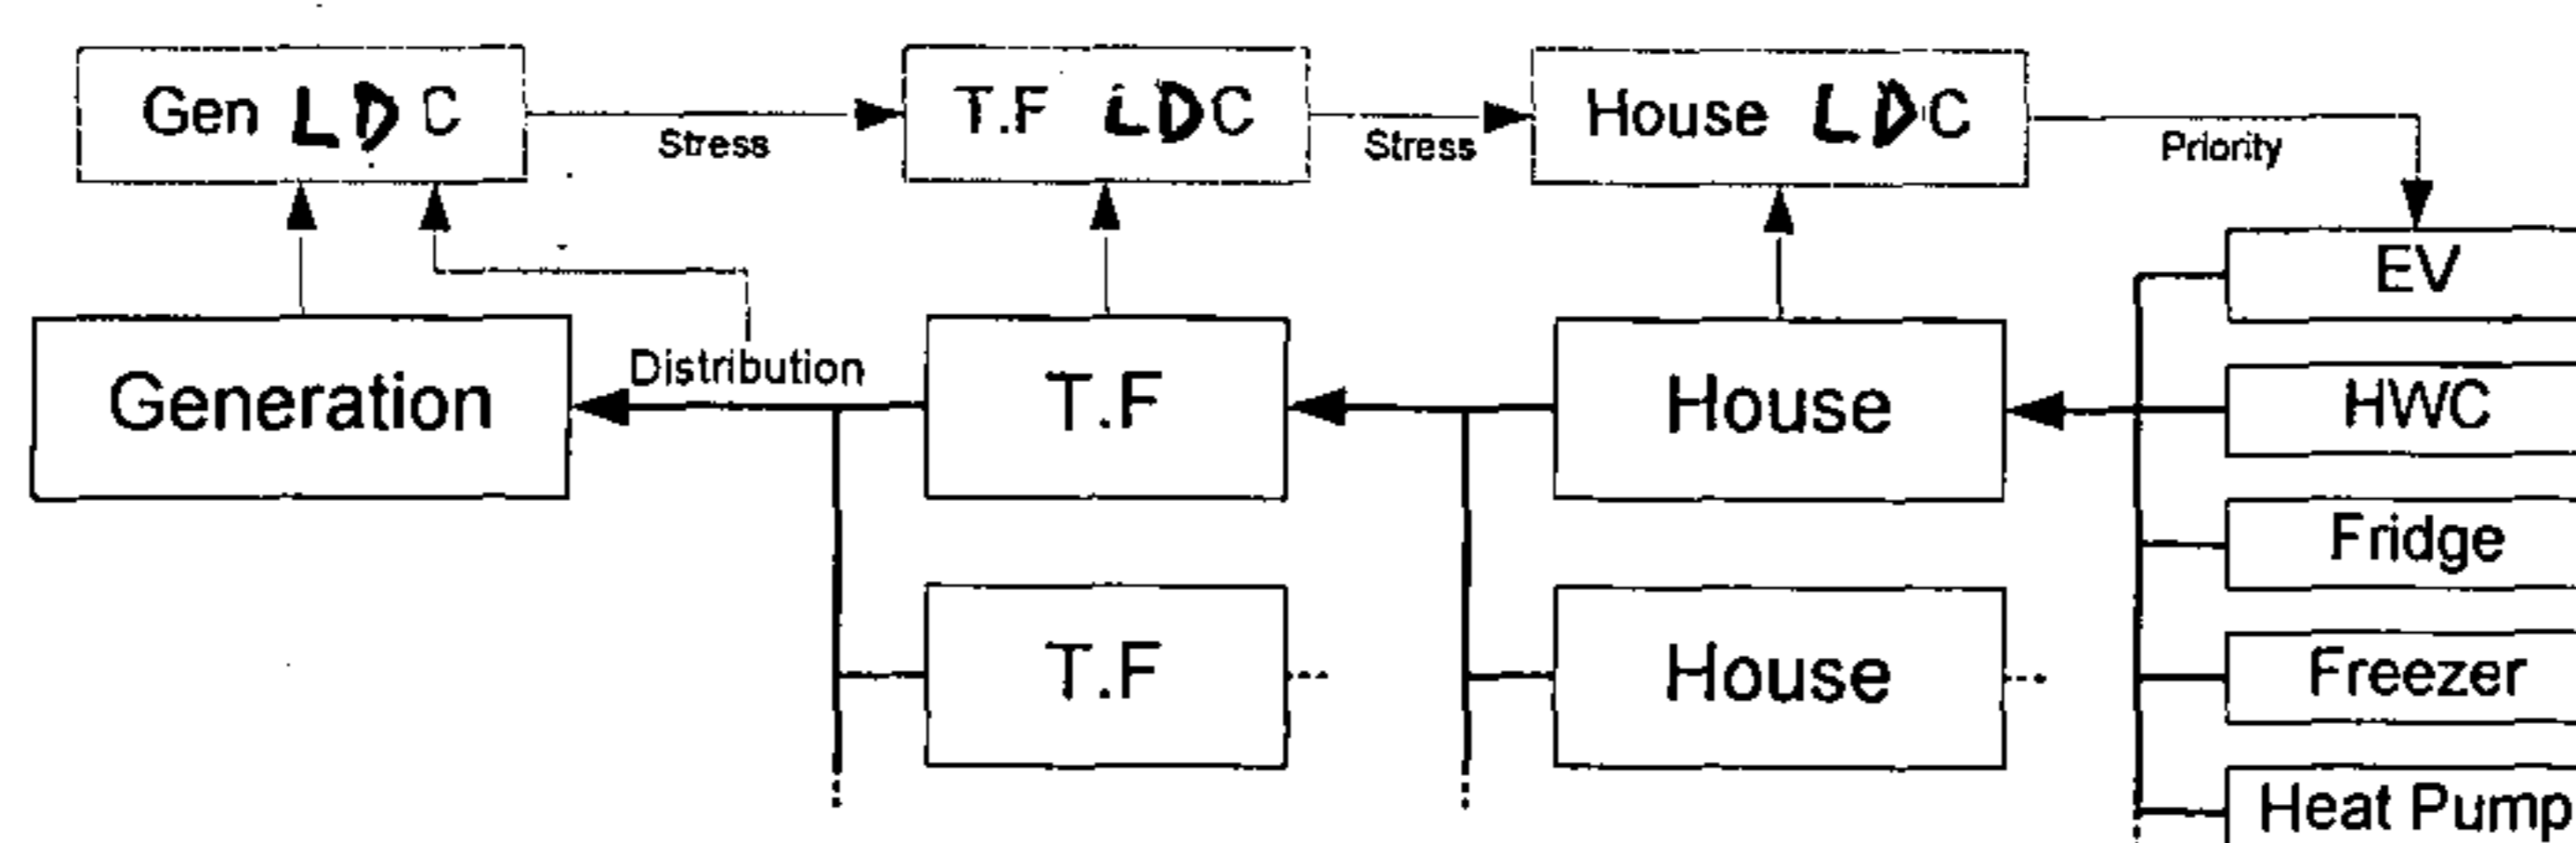 Gen LDC
Stress
T.F LDC
Stress
House LDC
Priority
EV
Generation
Distribution
T.F
House
HWC
Fridge
T.F
House
Freezer
Heat Pump